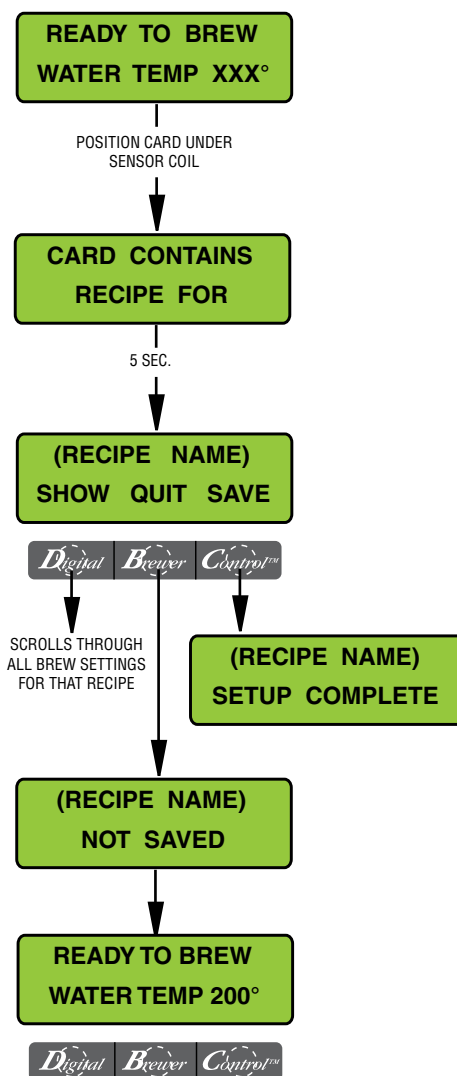 READY TO BREW
WATER TEMP XXX°
POSITION CARD UNDER
SENSOR COIL
CARD CONTAINS
RECIPE FOR
5 SEC.
(RECIPE NAME)
SHOW QUIT SAVE
Digital Brewer Control™
SCROLLS THROUGH
ALL BREW SETTINGS
FOR THAT RECIPE
(RECIPE NAME)
SETUP COMPLETE
(RECIPE NAME)
NOT SAVED
READY TO BREW
WATER TEMP 200°
Digital Brewer Control™